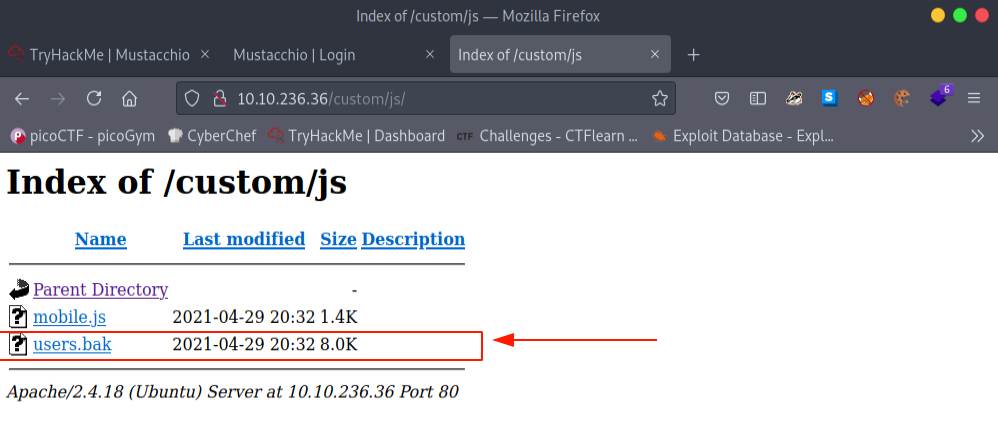 Index of /custom/js — Mozilla Firefox
TryHackMe | Mustacchio
Mustacchio | Login
Index of /custom/js
10.10.236.36/custom/js/
6
picoCTF - picoGym
CyberChef
TryHackMe | Dashboard
CTF Challenges - CTFlearn ...
Exploit Database - Expl...
Index of /custom/js
Name Last modified Size Description
Parent Directory -
mobile.js 2021-04-29 20:32 1.4K
users.bak 2021-04-29 20:32 8.0K
Apache/2.4.18 (Ubuntu) Server at 10.10.236.36 Port 80